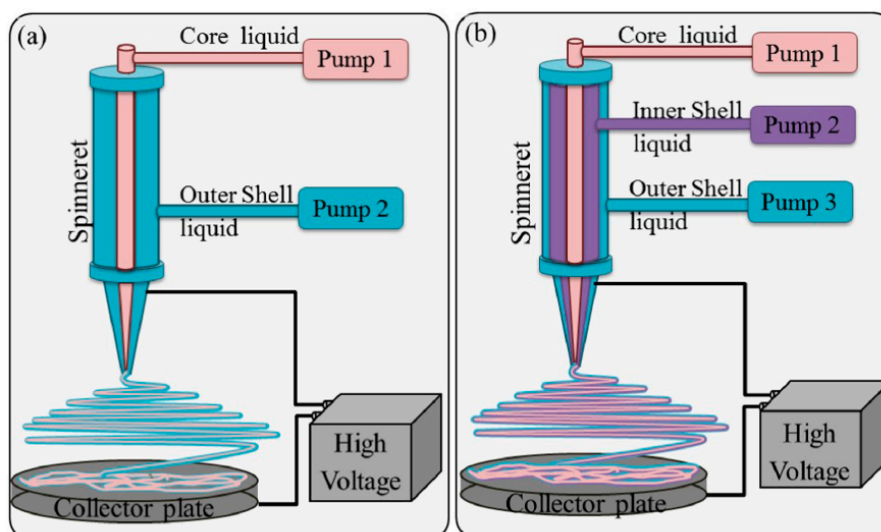 (a)
Core liquid
Pump 1
Spinneret
Outer Shell
liquid
Pump 2
High
Voltage
Collector plate
(b)
Core liquid
Pump 1
Inner Shell
liquid
Pump 2
Spinneret
Outer Shell
liquid
Pump 3
High
Voltage
Collector plate